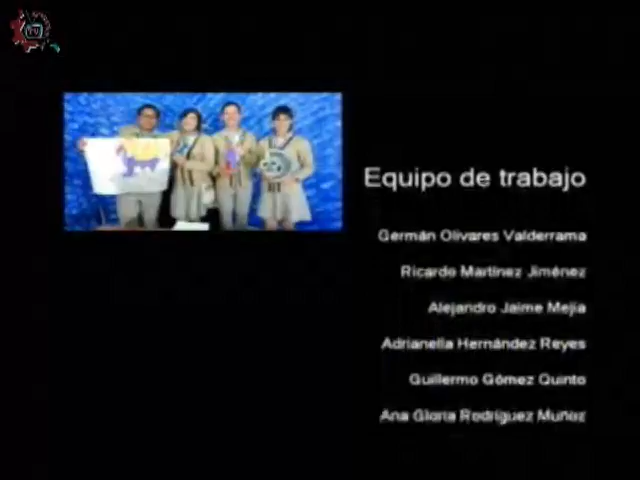 TV
Equipo de trabajo
Germán Olivares Valderrama
Ricardo Martínez Jiménez
Alejandro Jaime Mejía
Adrianella Hernández Reyes
Guillermo Gómez Quinto
Ana Gloria Rodríguez Muñoz